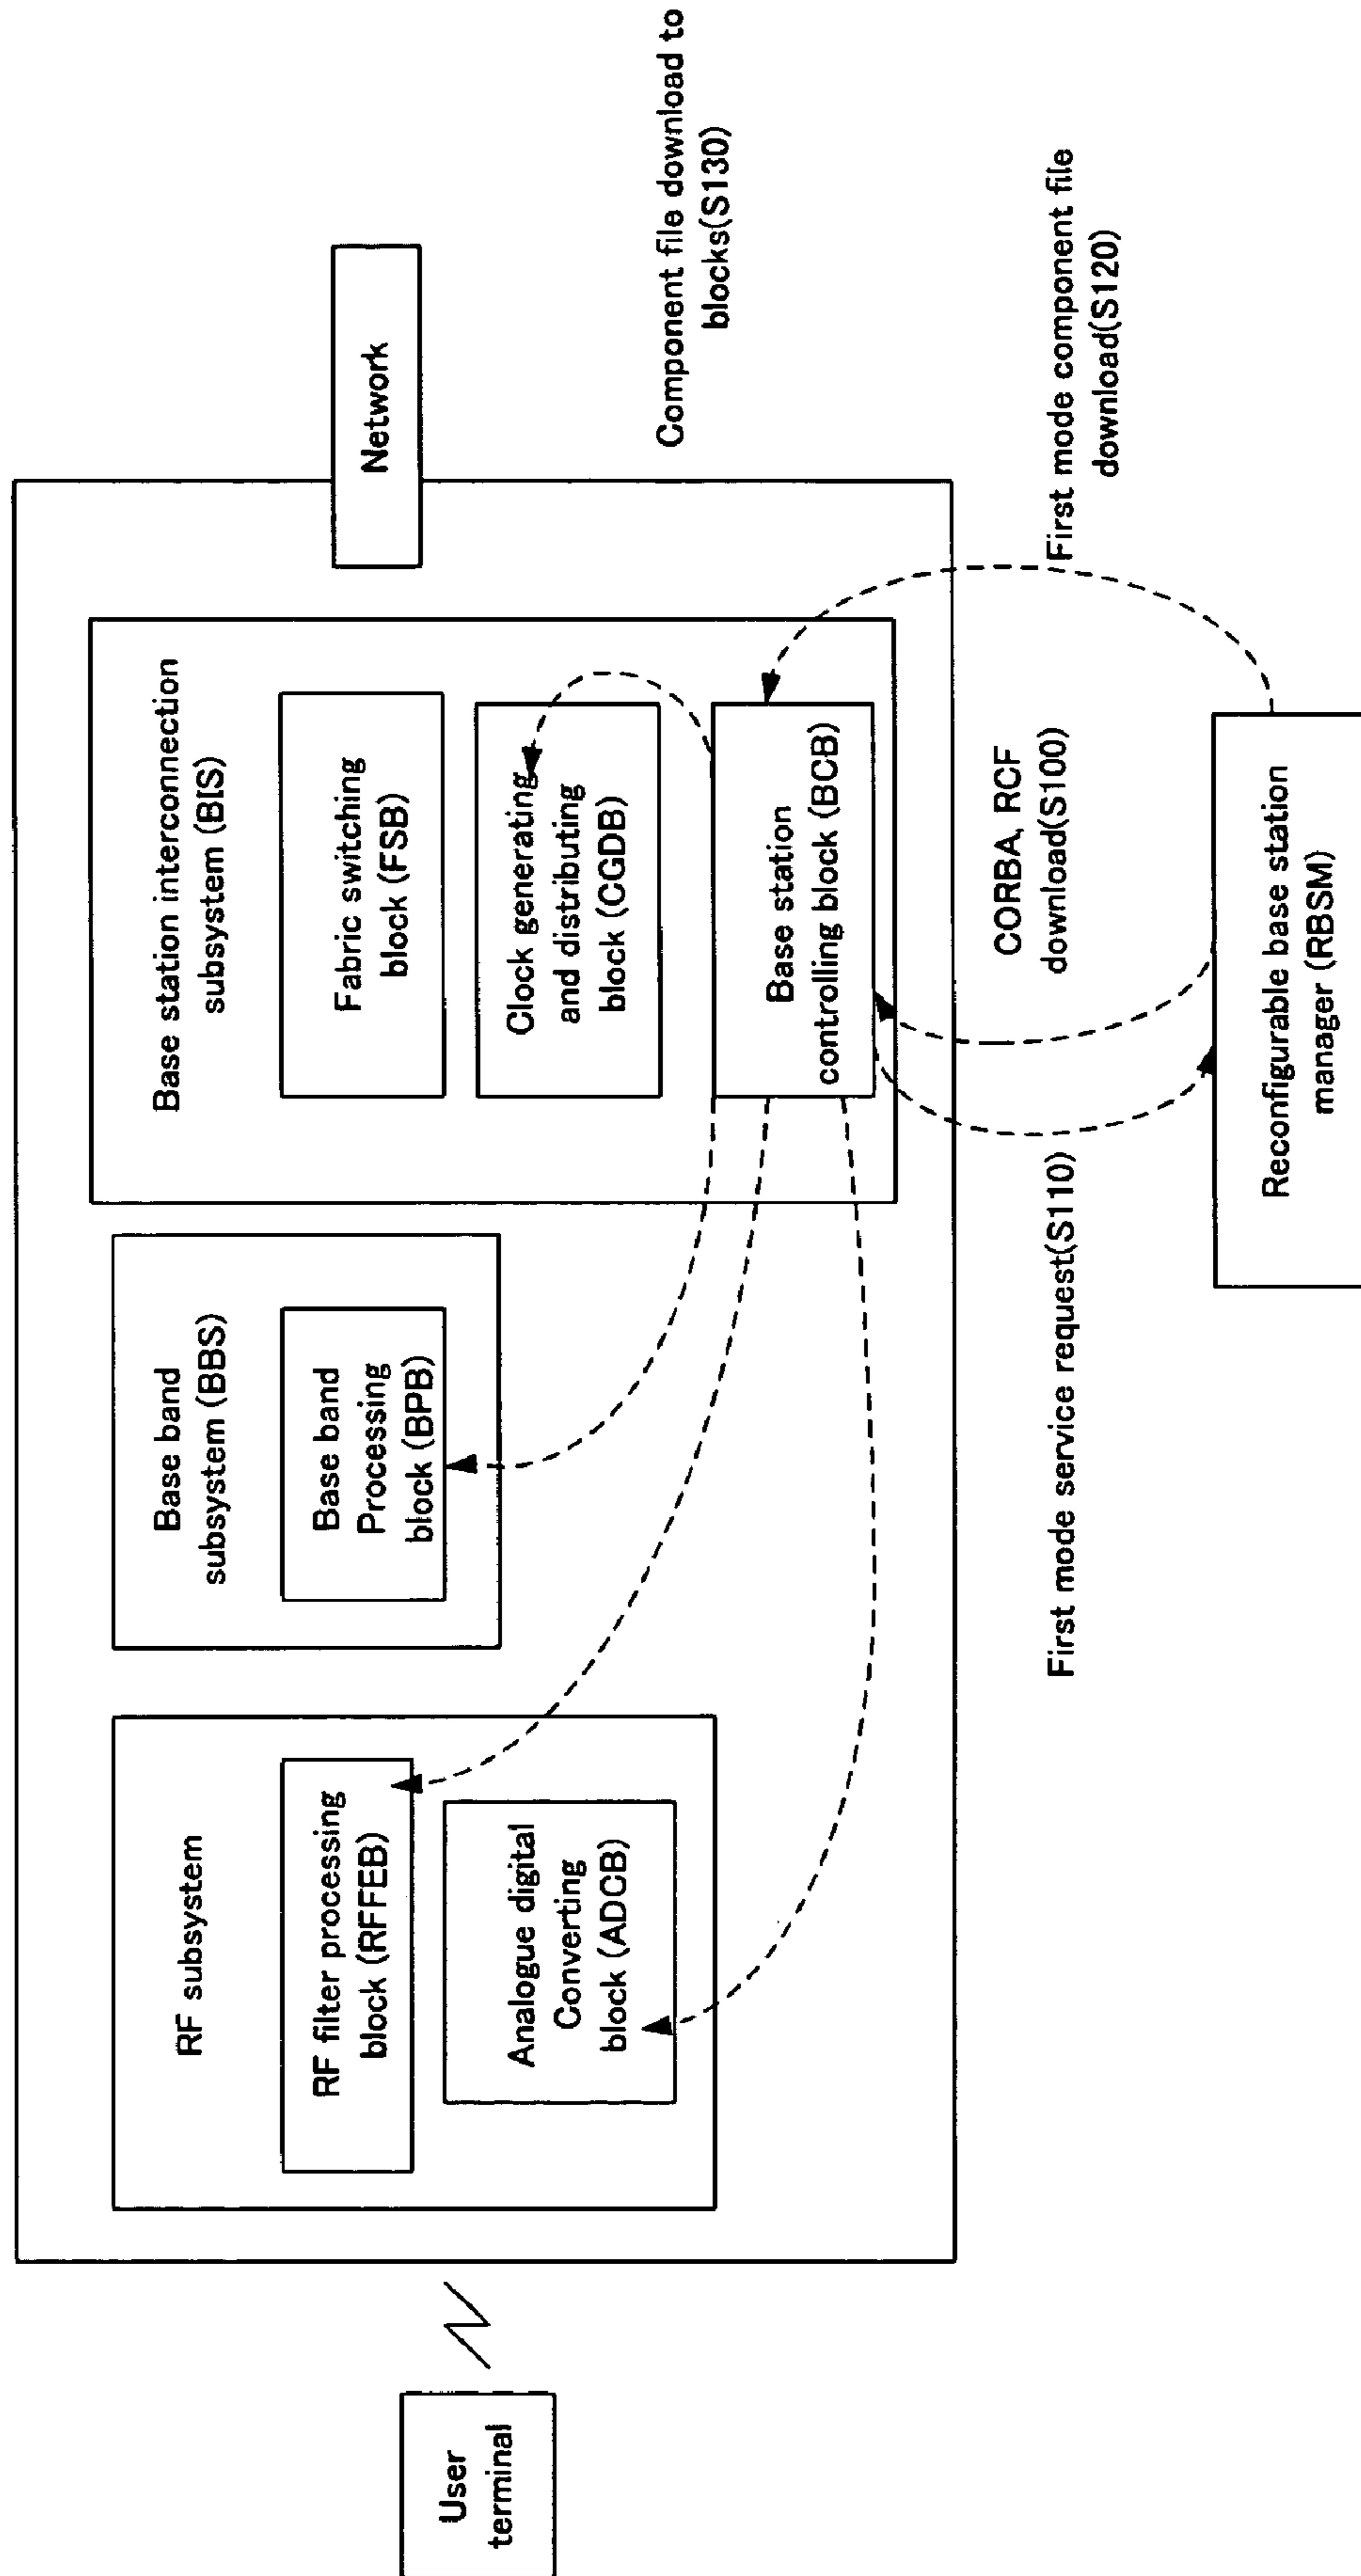 User
terminal
RF subsystem
RF filter processing
block (RFFEB)
Analogue digital
Converting
block (ADCB)
Base band
subsystem (BBS)
Base band
Processing
block (BPB)
Base station interconnection
subsystem (BIS)
Fabric switching
block (FSB)
Clock generating
and distributing
block (CGDB)
Base station
controlling block (BCB)
Network
Component file download to
blocks(S130)
First mode service request(S110)
CORBA, RCF
download(S100)
First mode component file
download(S120)
Reconfigurable base station
manager (RBSM)